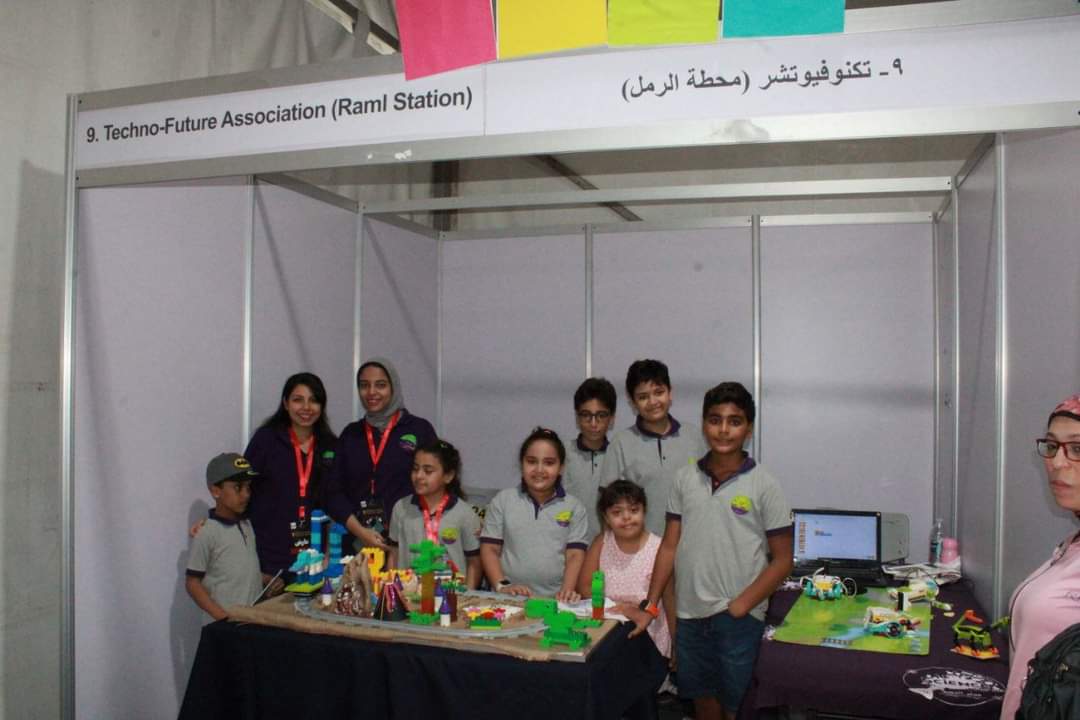 9. Techno-Future Association (Raml Station)
٩- تكنوفيوتشر (محطة الرمل)